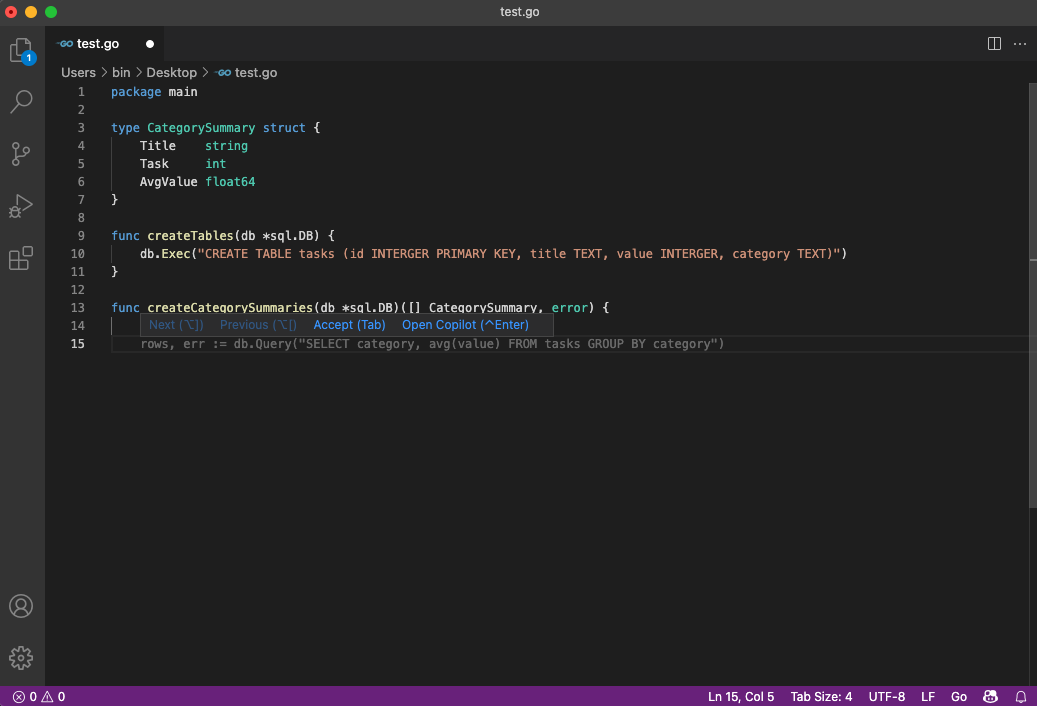 test.go
GO test.go
1
Users > bin > Desktop > GO test.go
1 package main
2
3 type CategorySummary struct {
4 Title string
5 Task int
6 AvgValue float64
7 }
8
9 func createTables(db *sql.DB) {
10 db.Exec("CREATE TABLE tasks (id INTERGER PRIMARY KEY, title TEXT, value INTERGER, category TEXT)")
11 }
12
13 func createCategorySummaries(db *sql.DB)([] CategorySummary, error) {
14 Next (⌥]) Previous (⌥[) Accept (Tab) Open Copilot (^Enter)
15 rows, err := db.Query("SELECT category, avg(value) FROM tasks GROUP BY category")
0 0 Ln 15, Col 5 Tab Size: 4 UTF-8 LF Go